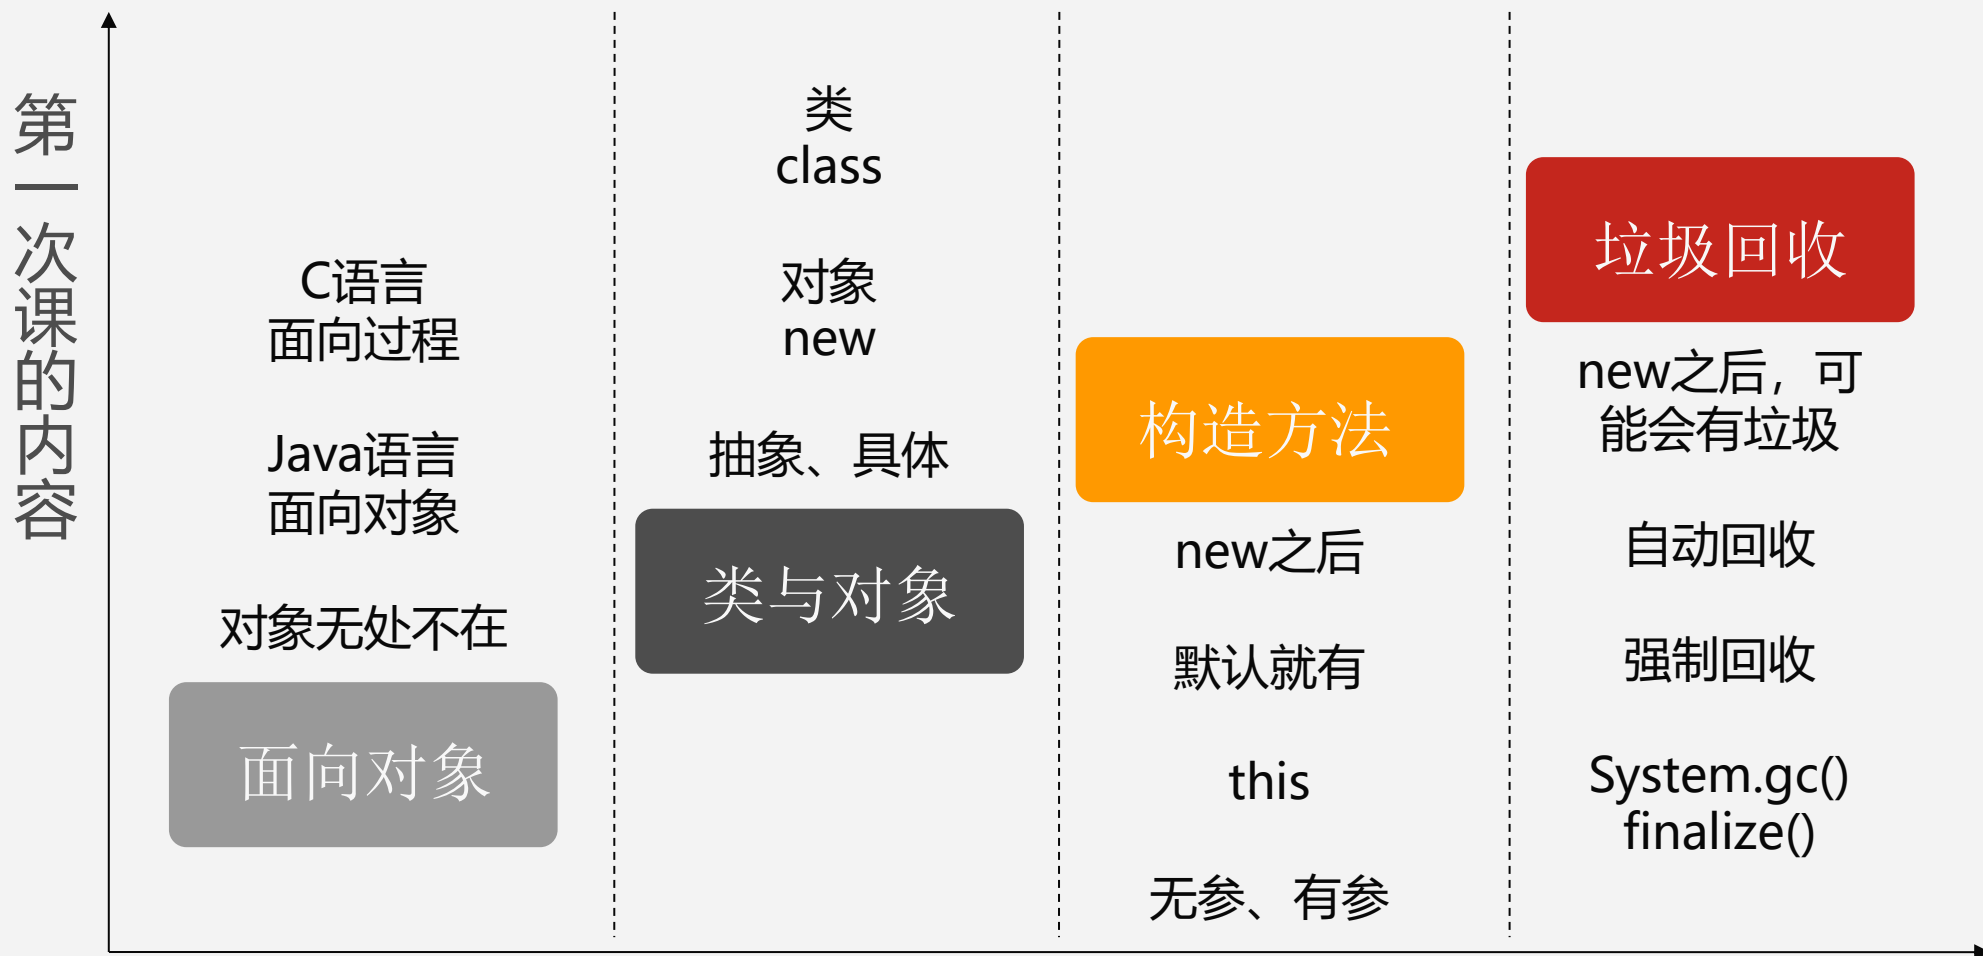 第一次课的内容
C语言
面向过程
Java语言
面向对象
对象无处不在
面向对象
类
class
对象
new
抽象、具体
类与对象
构造方法
new之后
默认就有
this
无参、有参
垃圾回收
new之后，可
能会有垃圾
自动回收
强制回收
System.gc()
finalize()